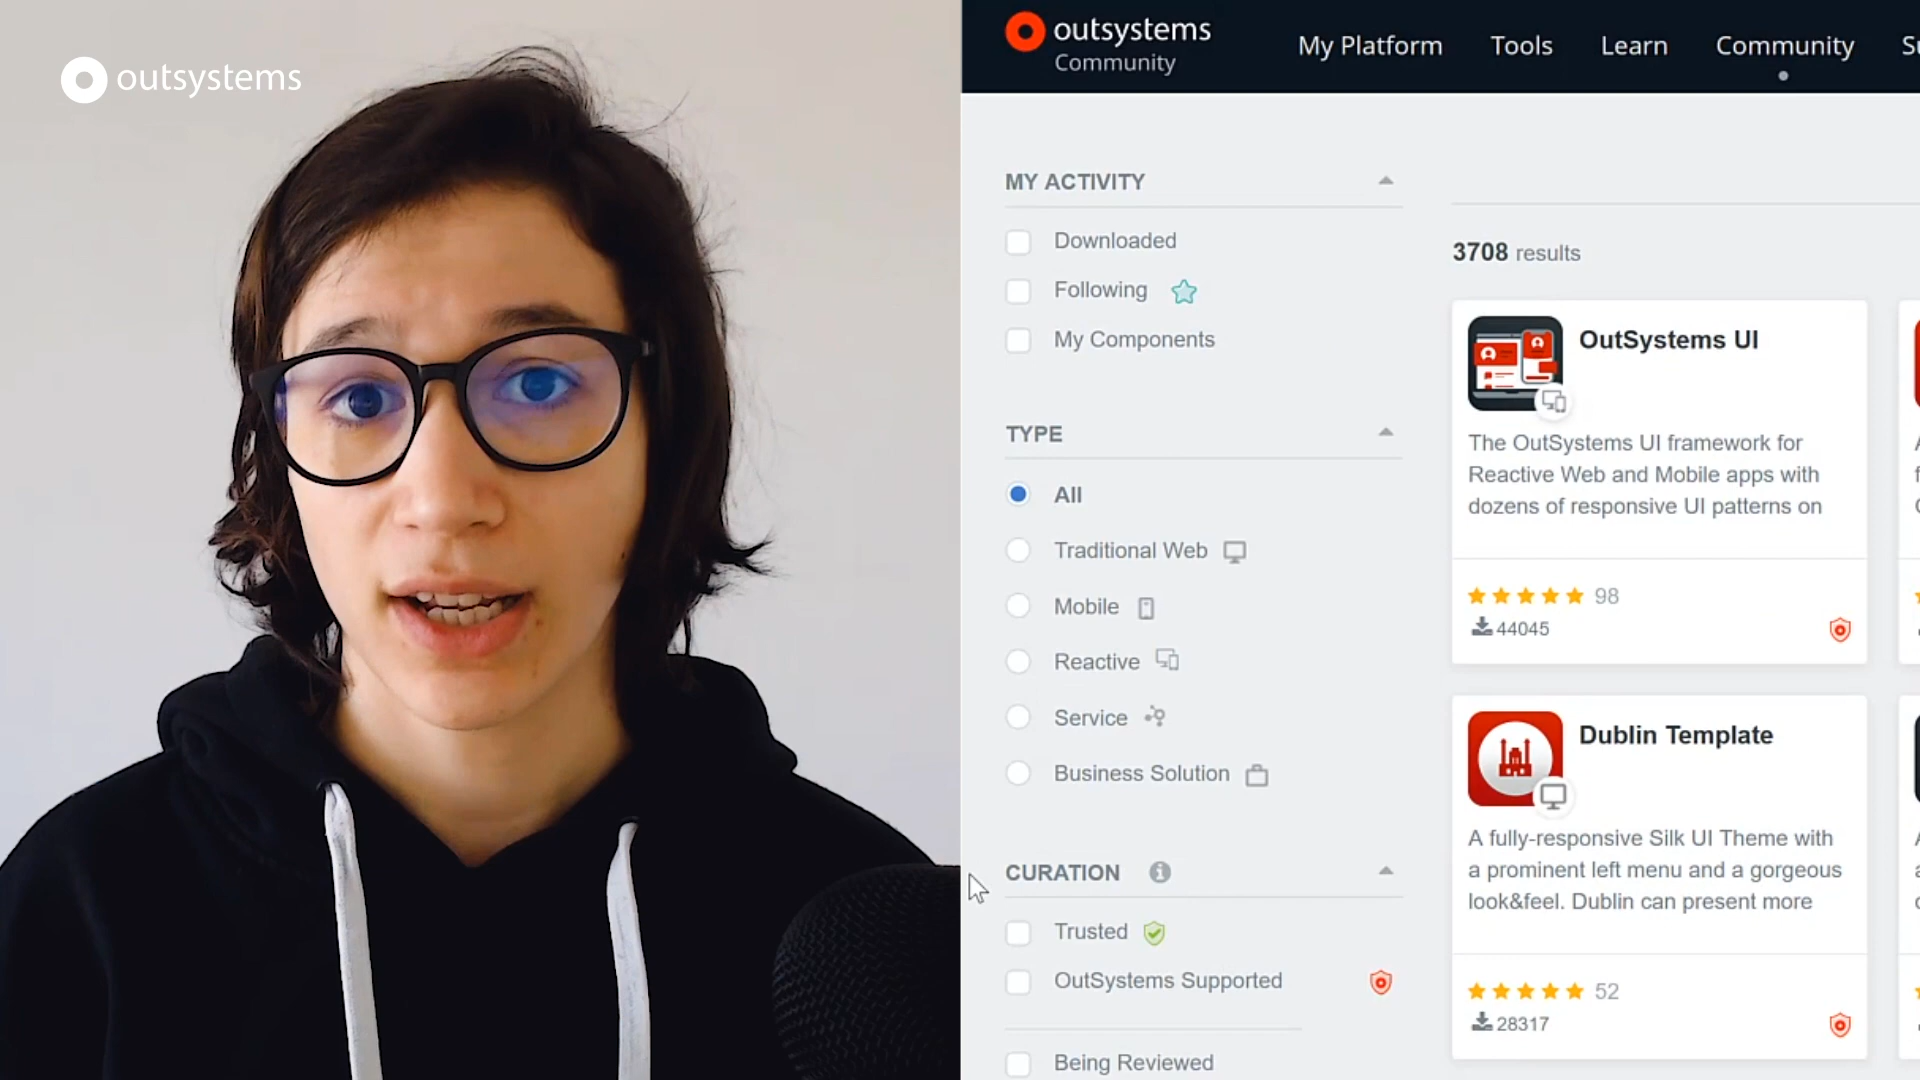 outsystems
outsystems
Community
My Platform
Tools
Learn
Community
MY ACTIVITY
Downloaded
Following
My Components
TYPE
All
Traditional Web
Mobile
Reactive
Service
Business Solution
CURATION
Trusted
OutSystems Supported
Being Reviewed
3708 results
OutSystems UI
The OutSystems UI framework for
Reactive Web and Mobile apps with
dozens of responsive UI patterns on
98
44045
Dublin Template
A fully-responsive Silk UI Theme with
a prominent left menu and a gorgeous
look&feel. Dublin can present more
52
28317